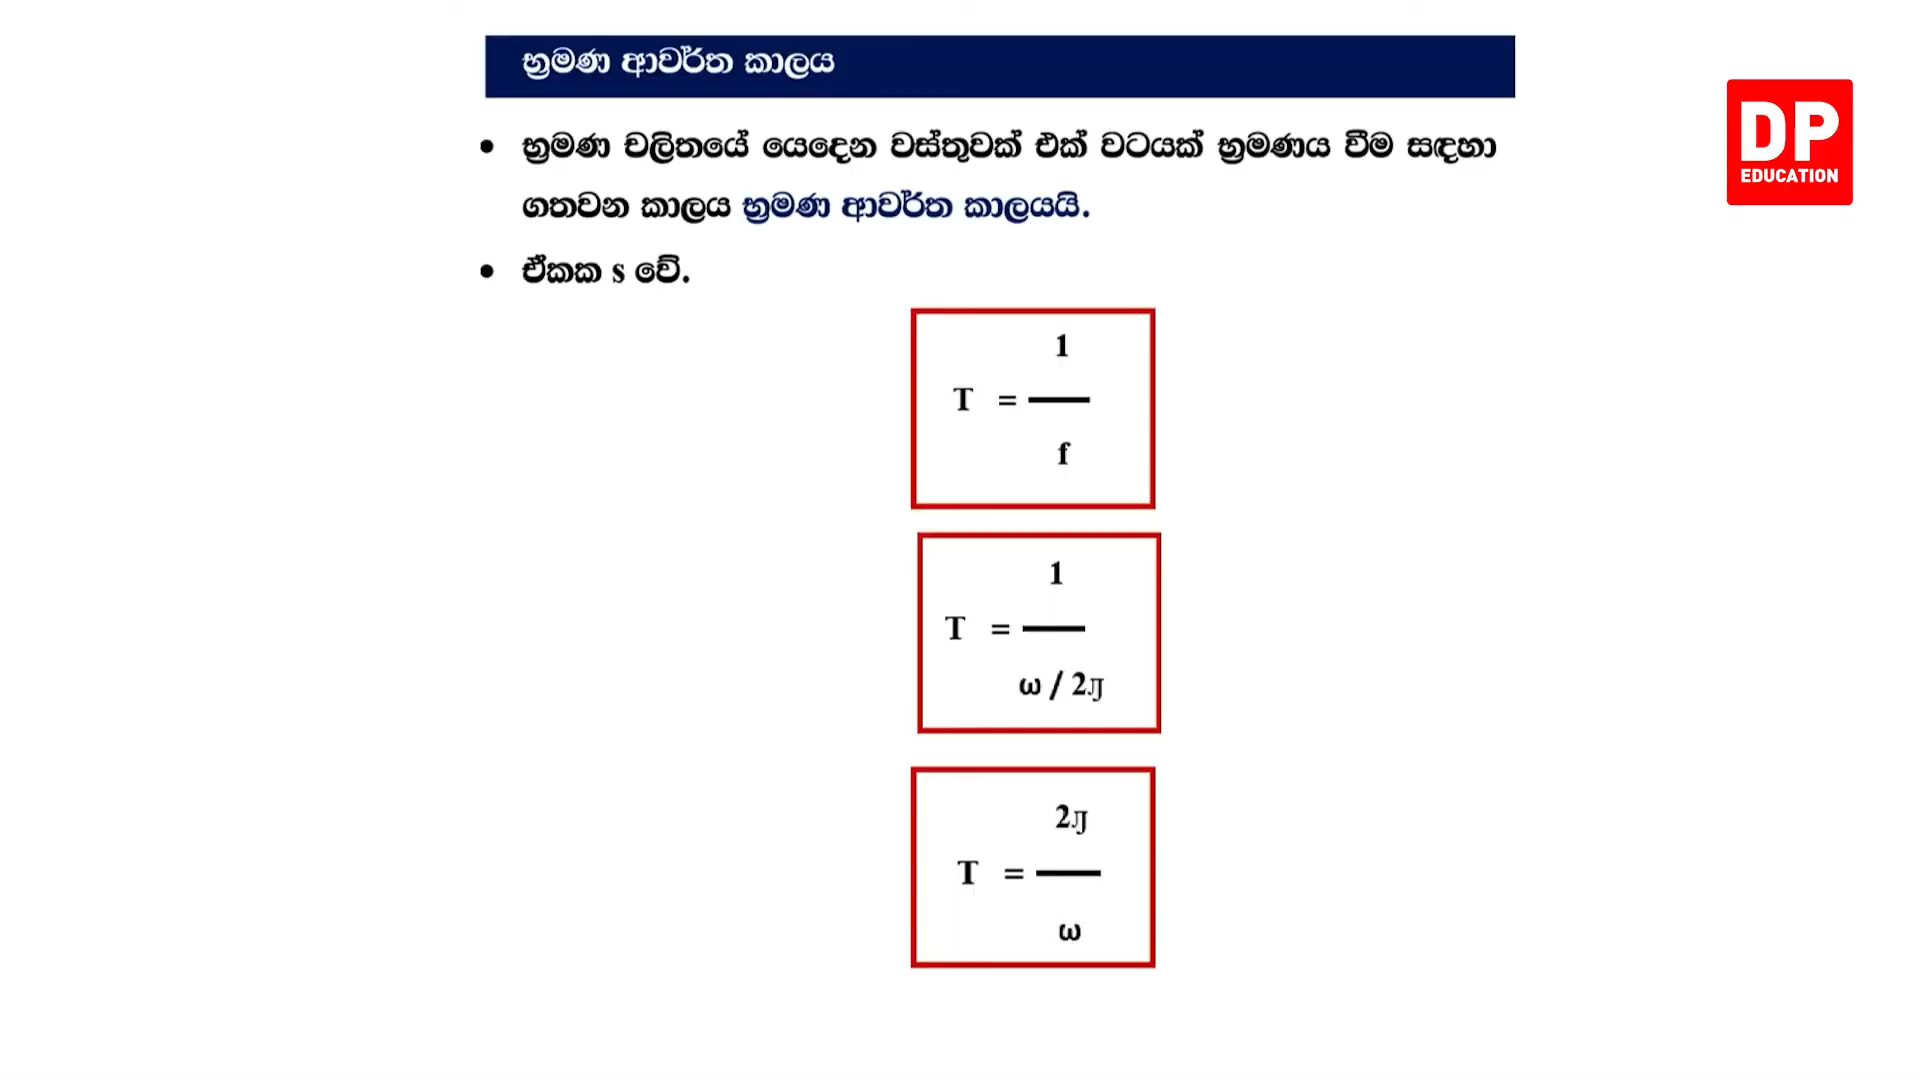 භ්‍රමණ ආවර්ත කාලය
DP
EDUCATION
• භ්‍රමණ චලිතයේ යෙදෙන වස්තුවක් එක් වටයක් භ්‍රමණය වීම සඳහා
ගතවන කාලය භ්‍රමණ ආවර්ත කාලයයි.
• ඒකක s වේ.
1
T =
f
1
T =
ω / 2π
2π
T =
ω